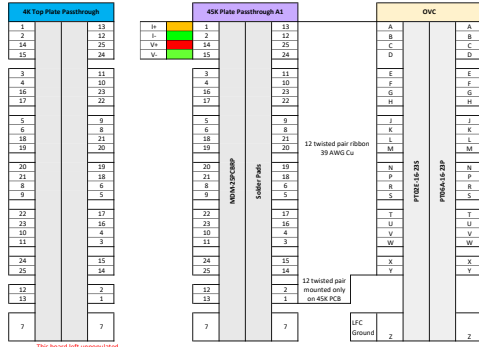 4K Top Plate Passthrough
45K Plate Passthrough A1
OVC
1 13
2 12
14 25
15 24
3 11
4 10
16 23
17 22
5 9
6 8
18 21
19 20
20 19
21 18
8 6
9 5
22 17
23 16
10 4
11 3
24 15
25 14
12 2
13 1
7 7
I+
I-
V+
V-
1 13
2 12
14 25
15 24
3 11
4 10
16 23
17 22
5 9
6 8
18 21
19 20
20 19
21 18
8 6
9 5
22 17
23 16
10 4
11 3
24 15
25 14
12 2
13 1
7 7
MDM-25PCBRP
Solder Pads
12 twisted pair ribbon
39 AWG Cu
12 twisted pair
mounted only
on 45K PCB
LFC
Ground
A A
B B
C C
D D
E E
F F
G G
H H
J J
K K
L L
M M
N N
P P
R R
S S
T T
U U
V V
W W
X X
Y Y
Z Z
PT02E-16-23S
PT06A-16-23P
This board left unpopulated